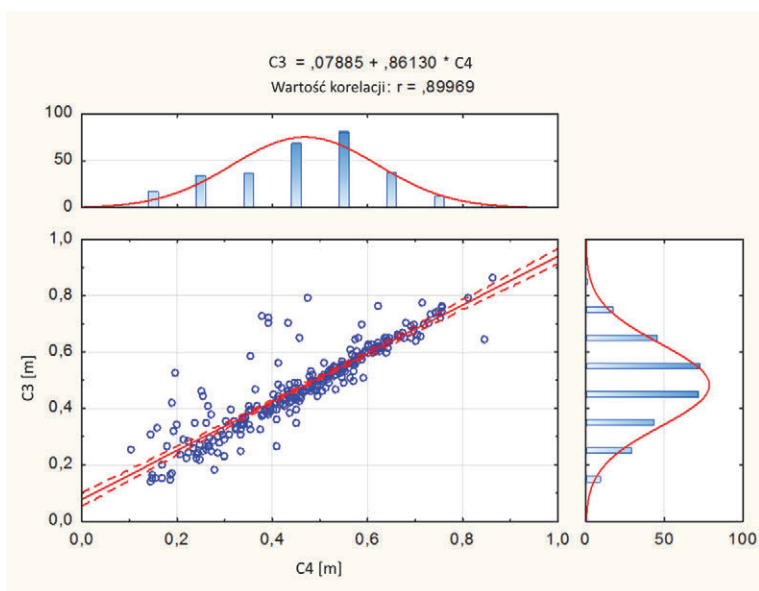 C3 = ,07885 + ,86130 * C4
Wartość korelacji: r = ,89969
100
50
0
1,0
0,8
0,6
0,4
0,2
0,0
C3 [m]
0,0 0,2 0,4 0,6 0,8 1,0
C4 [m]
0 50 100